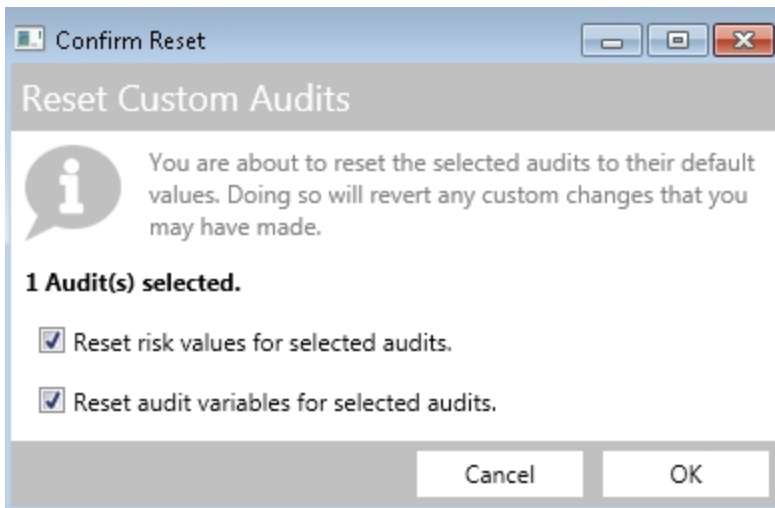 Confirm Reset
Reset Custom Audits
You are about to reset the selected audits to their default
values. Doing so will revert any custom changes that you
may have made.
1 Audit(s) selected.
Reset risk values for selected audits.
Reset audit variables for selected audits.
Cancel OK